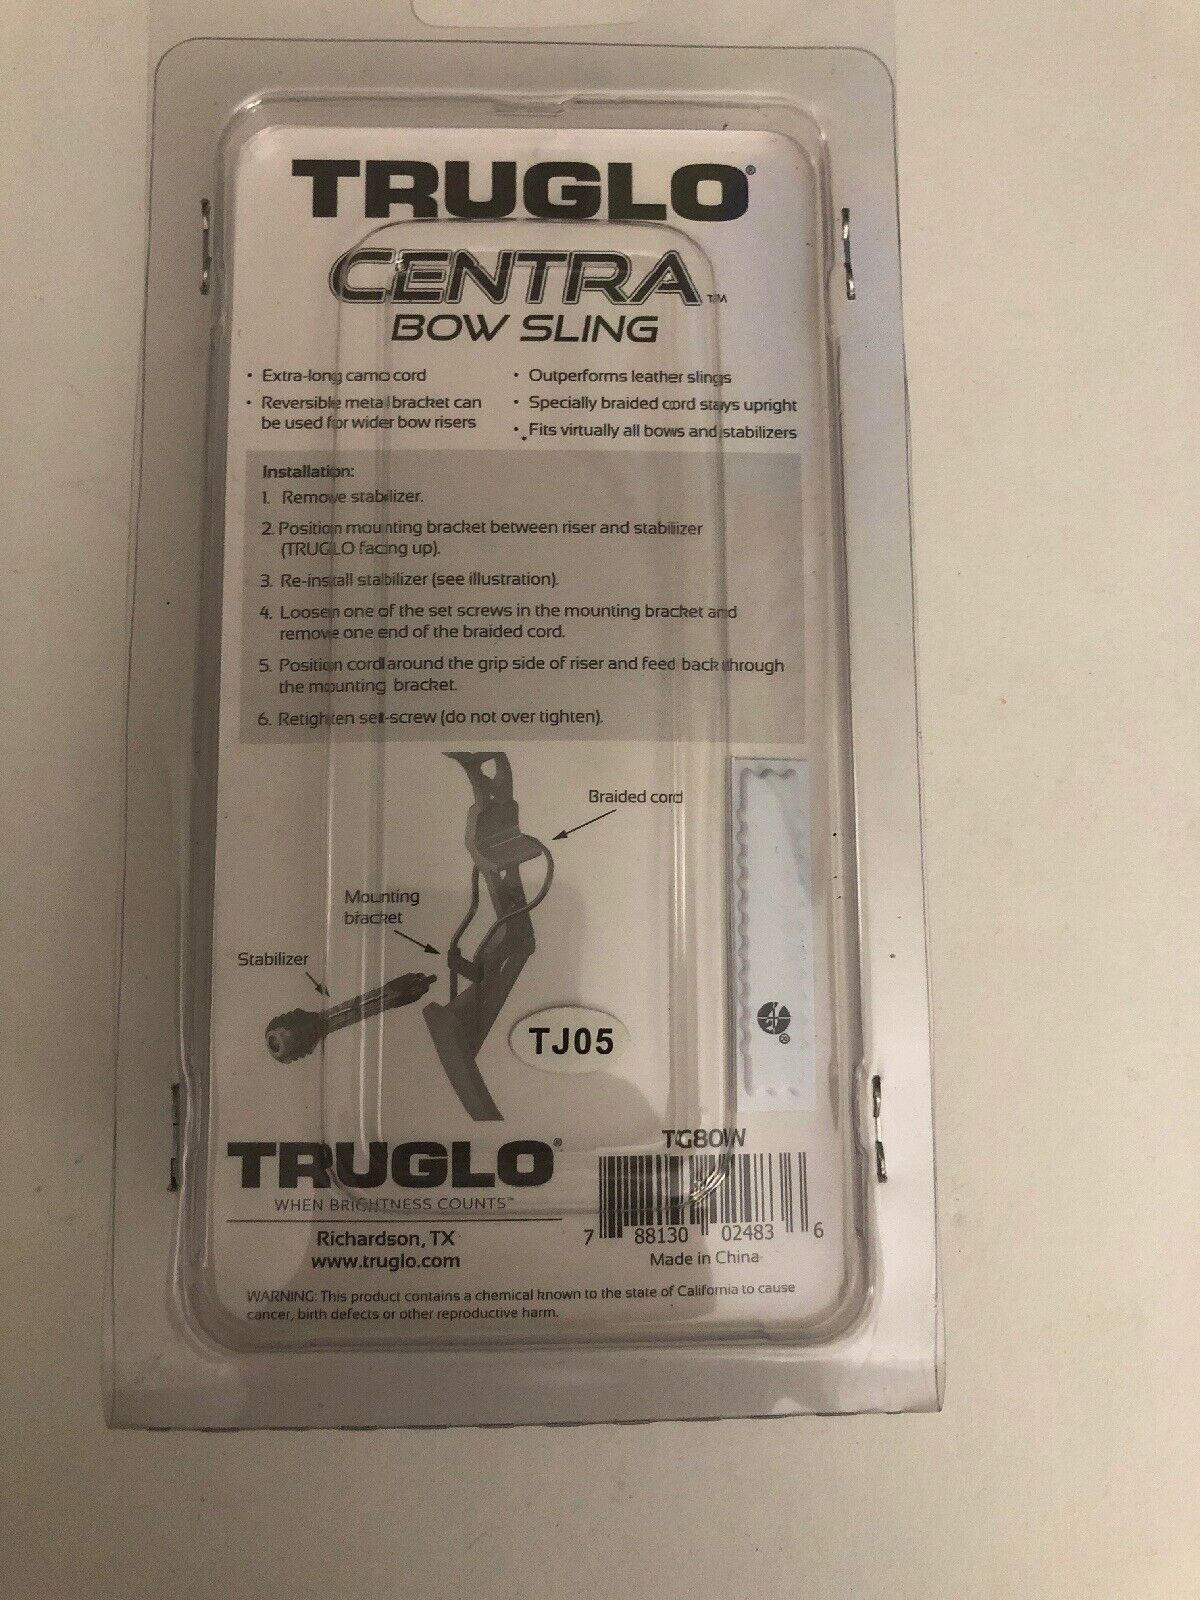 TRUGLO®
CENTRA™
BOW SLING
• Extra-long camo cord
• Reversible metal bracket can
be used for wider bow risers
• Outperforms leather slings
• Specially braided cord stays upright
• Fits virtually all bows and stabilizers
Installation:
1. Remove stabilizer.
2. Position mounting bracket between riser and stabilizer
(TRUGLO facing up).
3. Re-install stabilizer (see illustration).
4. Loosen one of the set screws in the mounting bracket and
remove one end of the braided cord.
5. Position cord around the grip side of riser and feed back through
the mounting bracket.
6. Retighten set-screw (do not over tighten).
Braided cord
Mounting
bracket
Stabilizer
TJ05
TRUGLO®
WHEN BRIGHTNESS COUNTS™
Richardson, TX
www.truglo.com
TG80W
7 88130 02483 6
Made in China
WARNING: This product contains a chemical known to the state of California to cause
cancer, birth defects or other reproductive harm.